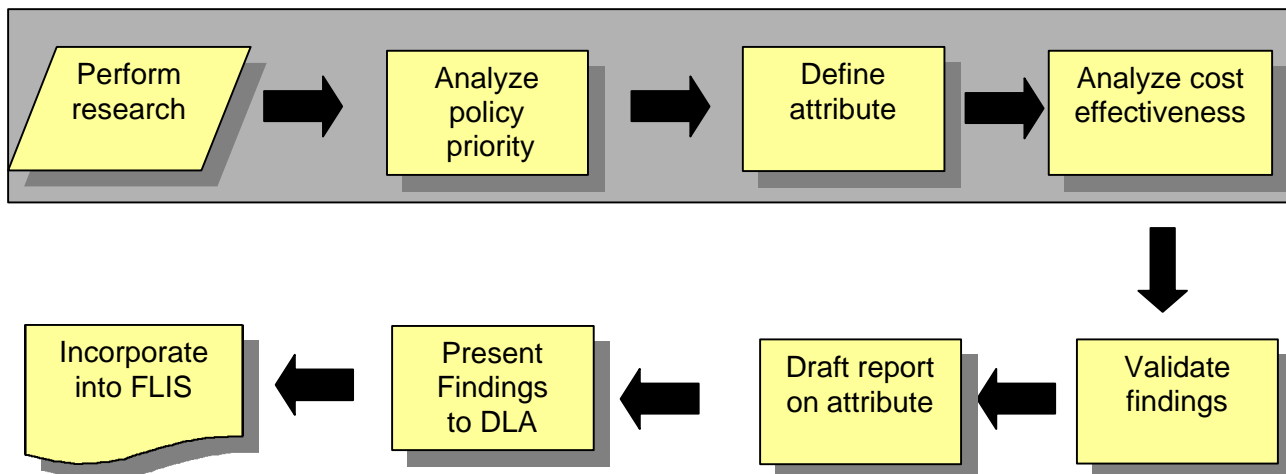 Perform
research
Analyze
policy
priority
Define
attribute
Analyze cost
effectiveness
Validate
findings
Draft report
on attribute
Present
Findings
to DLA
Incorporate
into FLIS